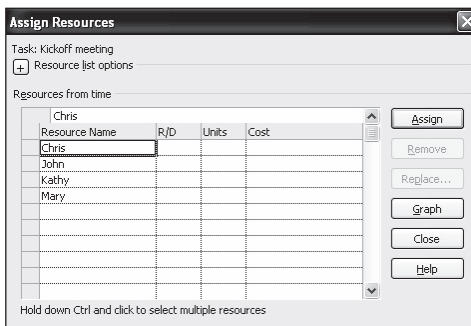 Assign Resources
Task: Kickoff meeting
+ Resource list options
Resources from time
Chris
Resource Name R/D Units Cost
Chris
John
Kathy
Mary
Assign
Remove
Replace...
Graph
Close
Help
Hold down Ctrl and click to select multiple resources